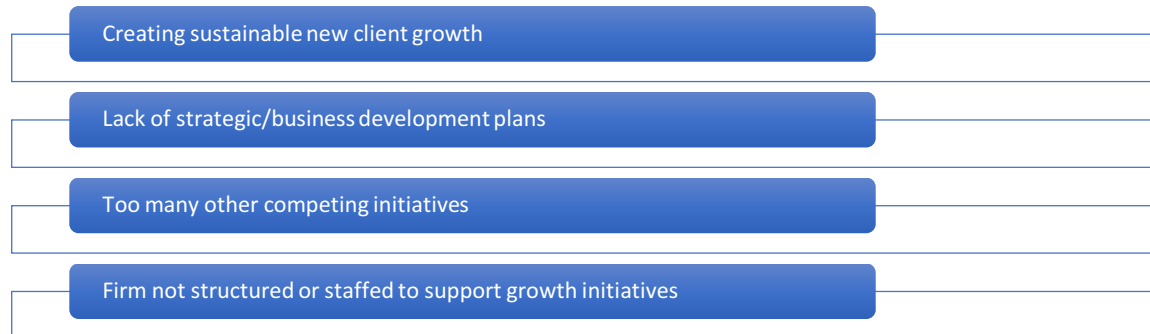 Creating sustainable new client growth
Lack of strategic/business development plans
Too many other competing initiatives
Firm not structured or staffed to support growth initiatives